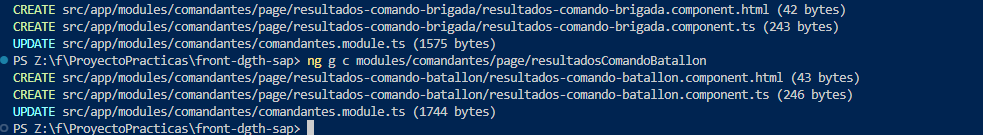 CREATE src/app/modules/comandantes/page/resultados-comando-brigada/resultados-comando-brigada.component.html (42 bytes)
CREATE src/app/modules/comandantes/page/resultados-comando-brigada/resultados-comando-brigada.component.ts (243 bytes)
UPDATE src/app/modules/comandantes/comandantes.module.ts (1575 bytes)
PS Z:\f\ProyectoPracticas\front-dgth-sap> ng g c modules/comandantes/page/resultadosComandoBatallon
CREATE src/app/modules/comandantes/page/resultados-comando-batallon/resultados-comando-batallon.component.html (43 bytes)
CREATE src/app/modules/comandantes/page/resultados-comando-batallon/resultados-comando-batallon.component.ts (246 bytes)
UPDATE src/app/modules/comandantes/comandantes.module.ts (1744 bytes)
PS Z:\f\ProyectoPracticas\front-dgth-sap>